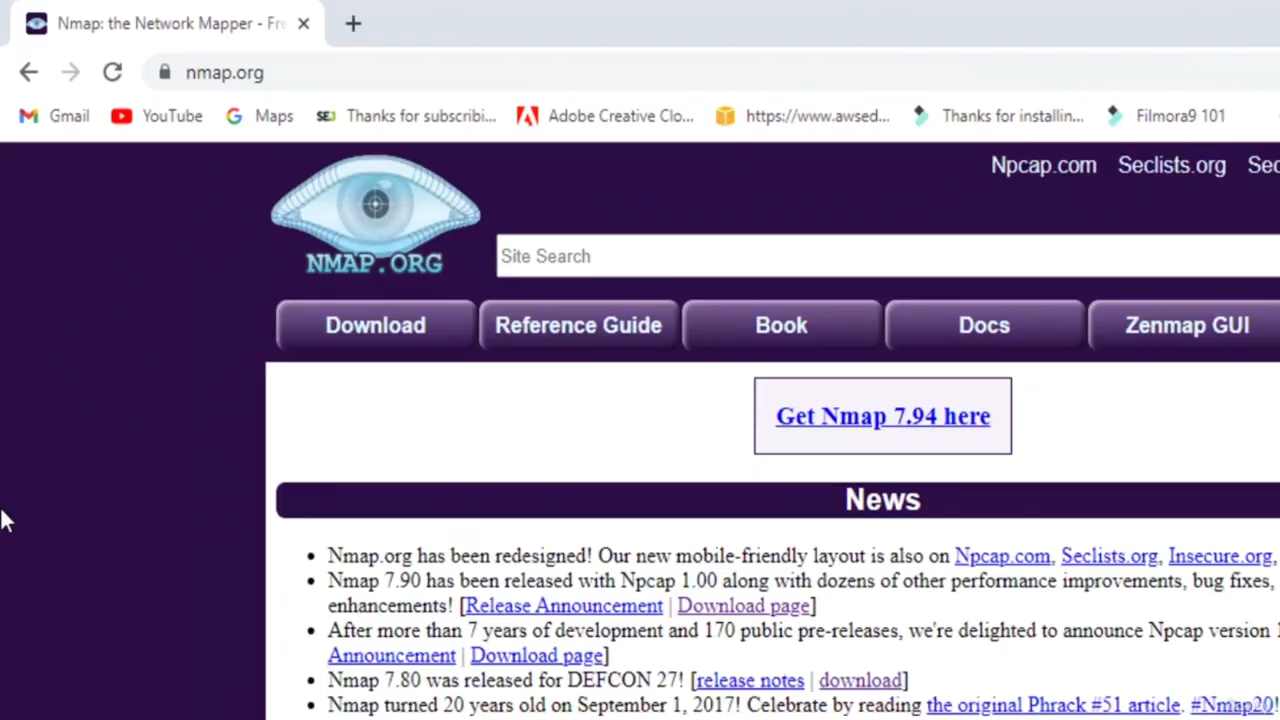 Nmap: the Network Mapper - Fre
nmap.org
Gmail YouTube Maps SEJ Thanks for subscribi... Adobe Creative Clo... https://www.awsed... Thanks for installin... Filmora9 101
Npcap.com Seclists.org Sec
NMAP.ORG
Site Search
Download Reference Guide Book Docs Zenmap GUI
Get Nmap 7.94 here
News
Nmap.org has been redesigned! Our new mobile-friendly layout is also on Npcap.com, Seclists.org, Insecure.org,
Nmap 7.90 has been released with Npcap 1.00 along with dozens of other performance improvements, bug fixes,
enhancements! [Release Announcement | Download page]
After more than 7 years of development and 170 public pre-releases, we're delighted to announce Npcap version 1
Announcement | Download page]
Nmap 7.80 was released for DEFCON 27! [release notes | download]
Nmap turned 20 years old on September 1, 2017! Celebrate by reading the original Phrack #51 article. #Nmap20!